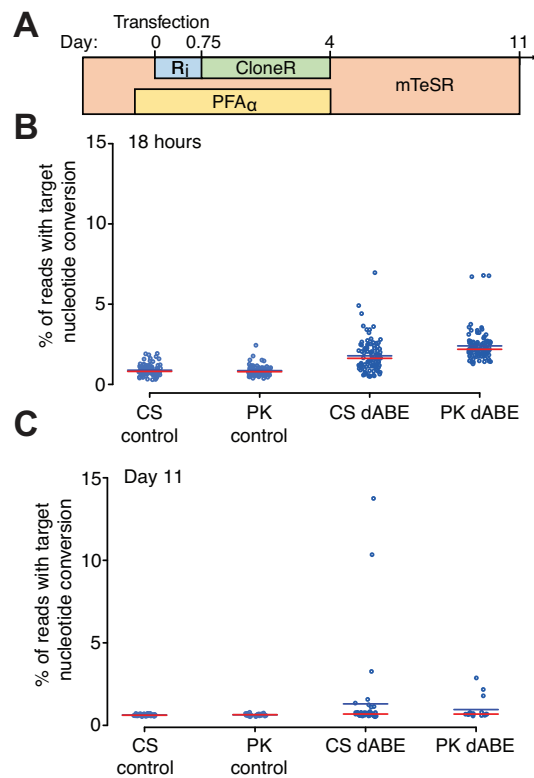 A
Transfection
Day: 0 0.75 4 11
Ri CloneR
mTeSR
PFAα
B
18 hours
% of reads with target
nucleotide conversion
15
10
5
0
CS
control
PK
control
CS dABE
PK dABE
C
Day 11
% of reads with target
nucleotide conversion
15
10
5
0
CS
control
PK
control
CS dABE
PK dABE